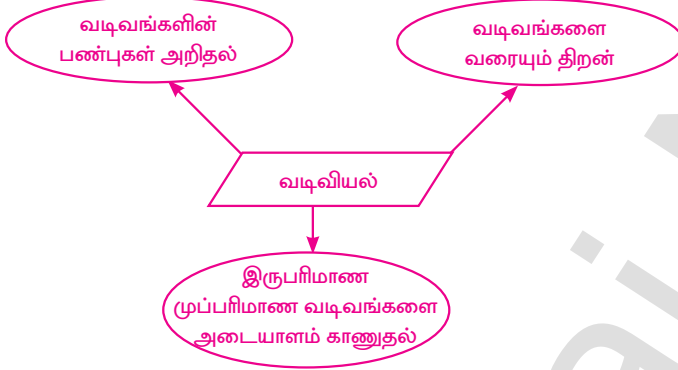 வடிவங்களின்
பண்புகள் அறிதல்
வடிவங்களை
வரையும் திறன்
வடிவியல்
இருபரிமாண
முப்பரிமாண வடிவங்களை
அடையாளம் காணுதல்